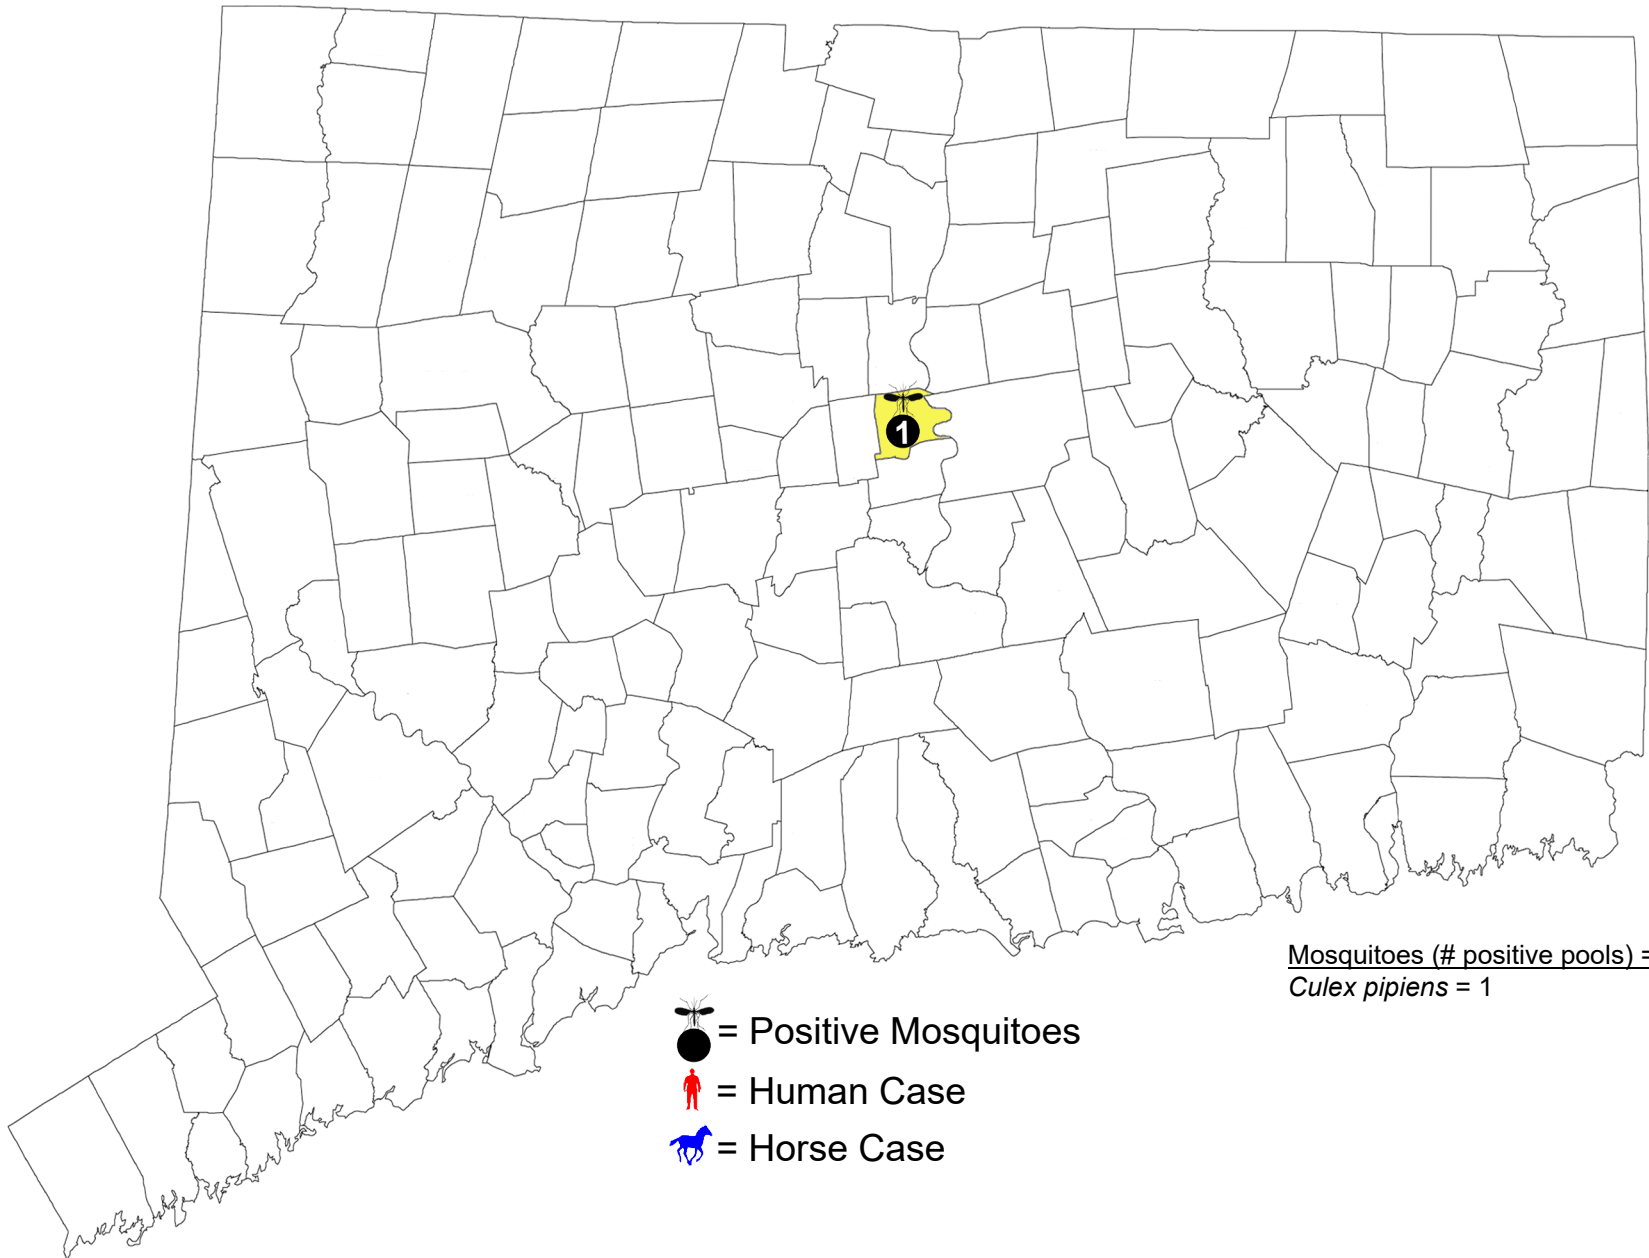 1
Mosquitoes (# positive pools) =
Culex pipiens = 1
= Positive Mosquitoes
= Human Case
= Horse Case